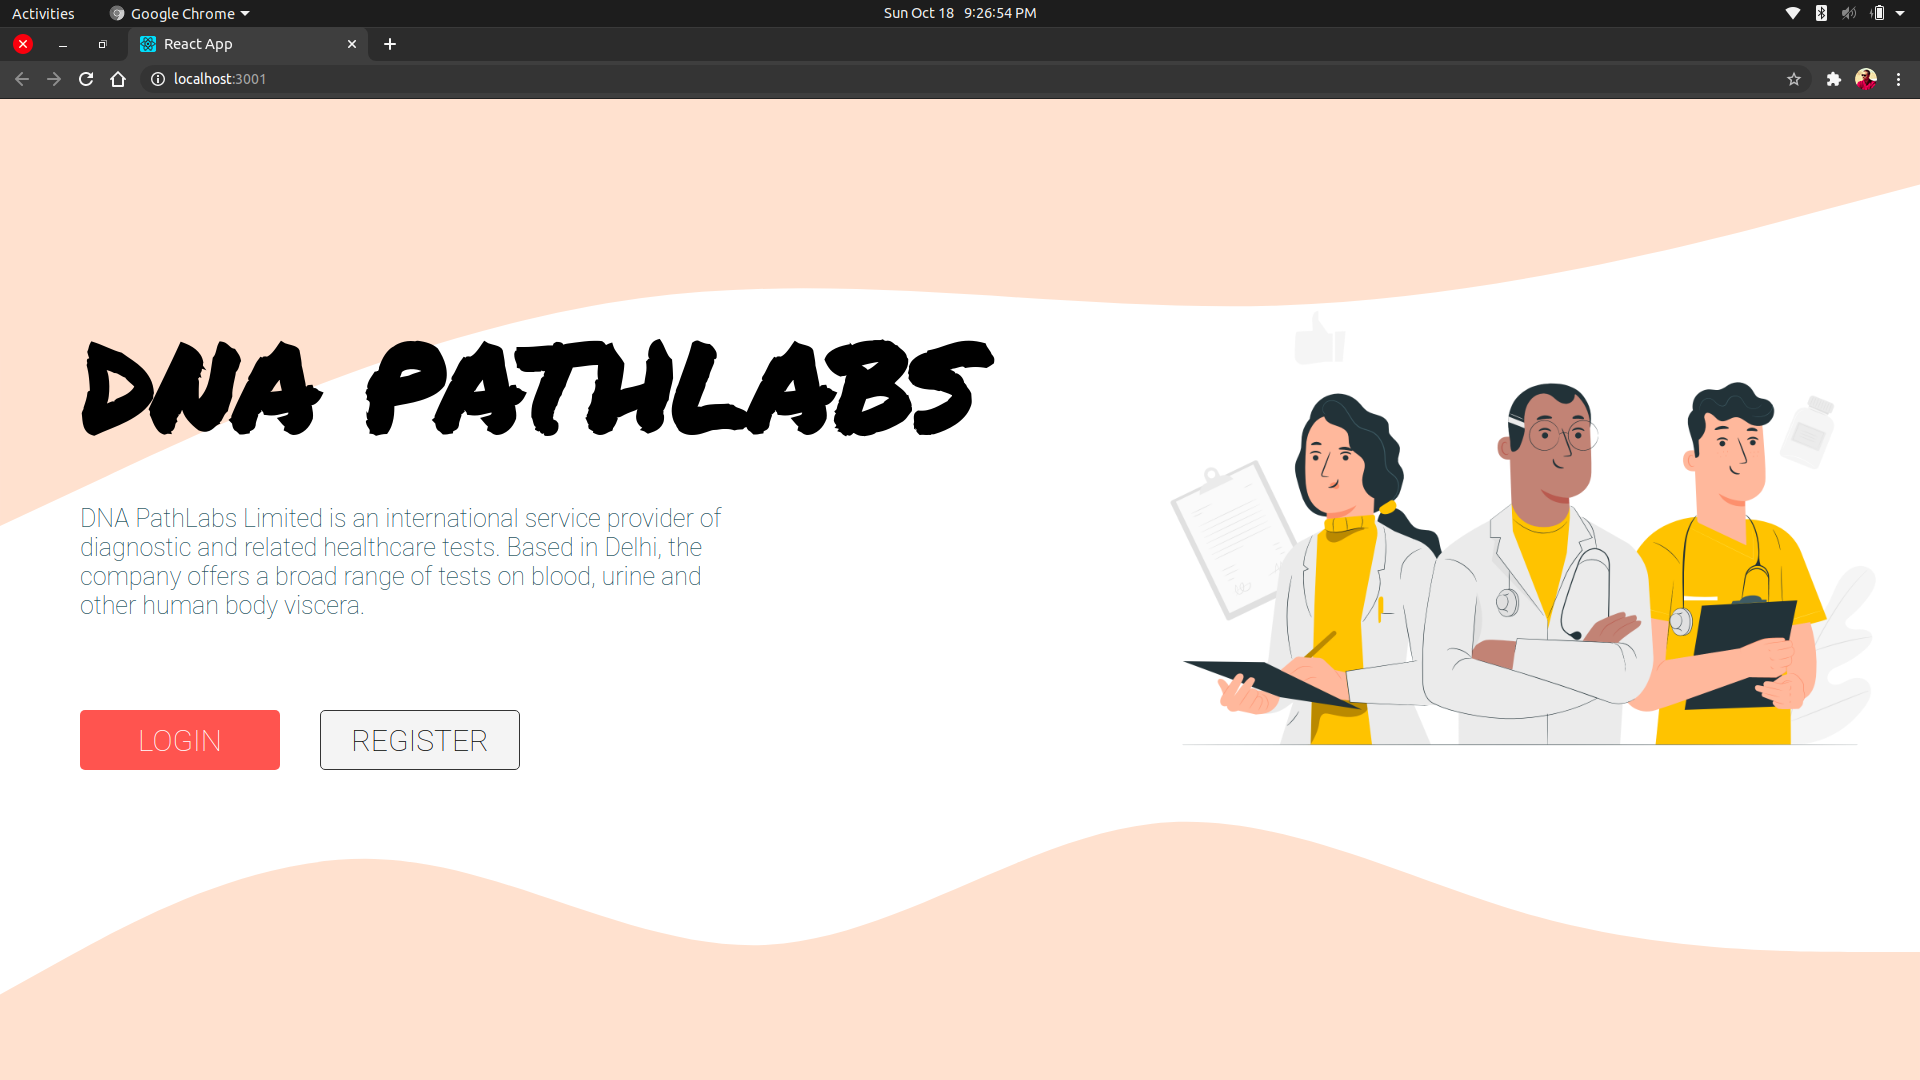 Activities
Google Chrome
Sun Oct 18 9:26:54 PM
React App
localhost:3001
DNA PATHLABS
DNA PathLabs Limited is an international service provider of
diagnostic and related healthcare tests. Based in Delhi, the
company offers a broad range of tests on blood, urine and
other human body viscera.
LOGIN
REGISTER